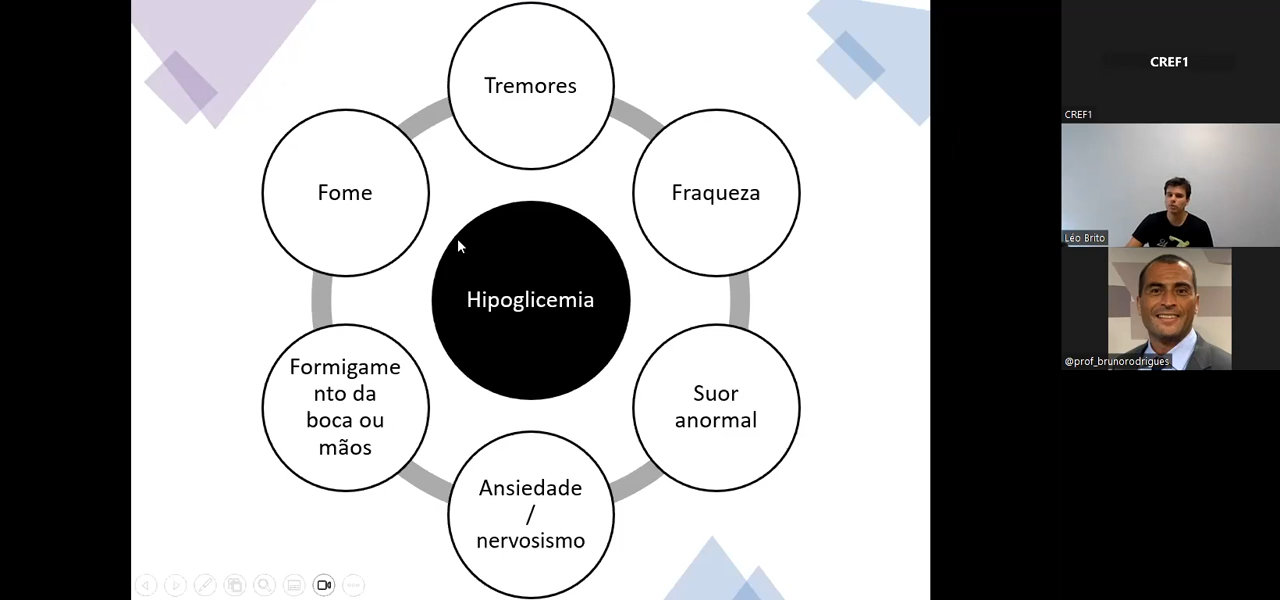 Tremores
Fome
Fraqueza
Hipoglicemia
Formigame
nto da
boca ou
mãos
Suor
anormal
Ansiedade
/
nervosismo
CREF1
CREF1
Léo Brito
@prof_brunorodrigues